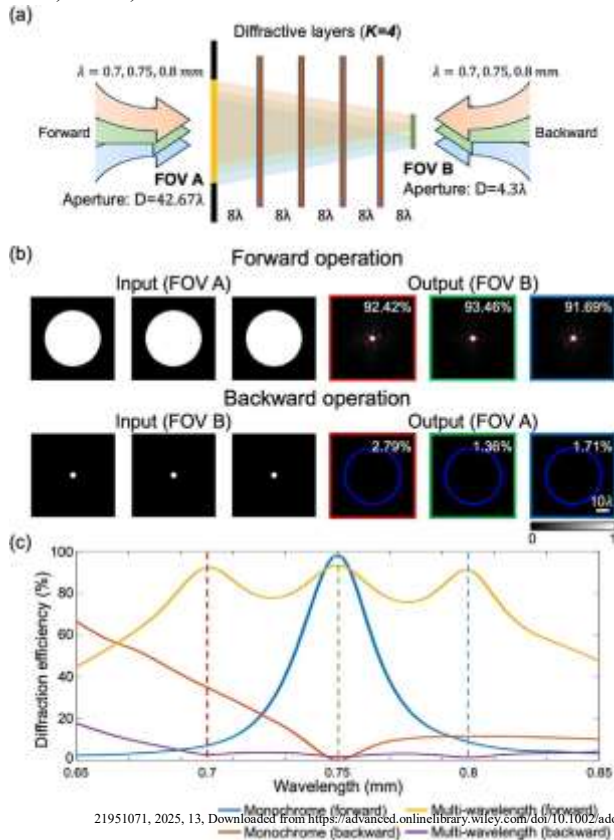 (a)
Diffractive layers (K=4)
λ = 0.7, 0.75, 0.8 mm
λ = 0.7, 0.75, 0.8 mm
Forward
Backward
FOV A
Aperture: D=42.67λ
FOV B
Aperture: D=4.3λ
8λ 8λ 8λ 8λ 8λ
(b)
Forward operation
Input (FOV A)
Output (FOV B)
92.42%
93.46%
91.69%
Backward operation
Input (FOV B)
Output (FOV A)
2.79%
1.36%
1.71%
10λ
0 1
(c)
Diffraction efficiency (%)
100
80
60
40
20
0
0.65 0.7 0.75 0.8 0.85
Wavelength (mm)
Monochrome (forward) Multi-wavelength (forward)
21951071, 2025, 13, Downloaded from https://advanced.onlinelibrary.wiley.com/doi/10.1002/ad
Monochrome (backward) Multi-wavelength (backward)